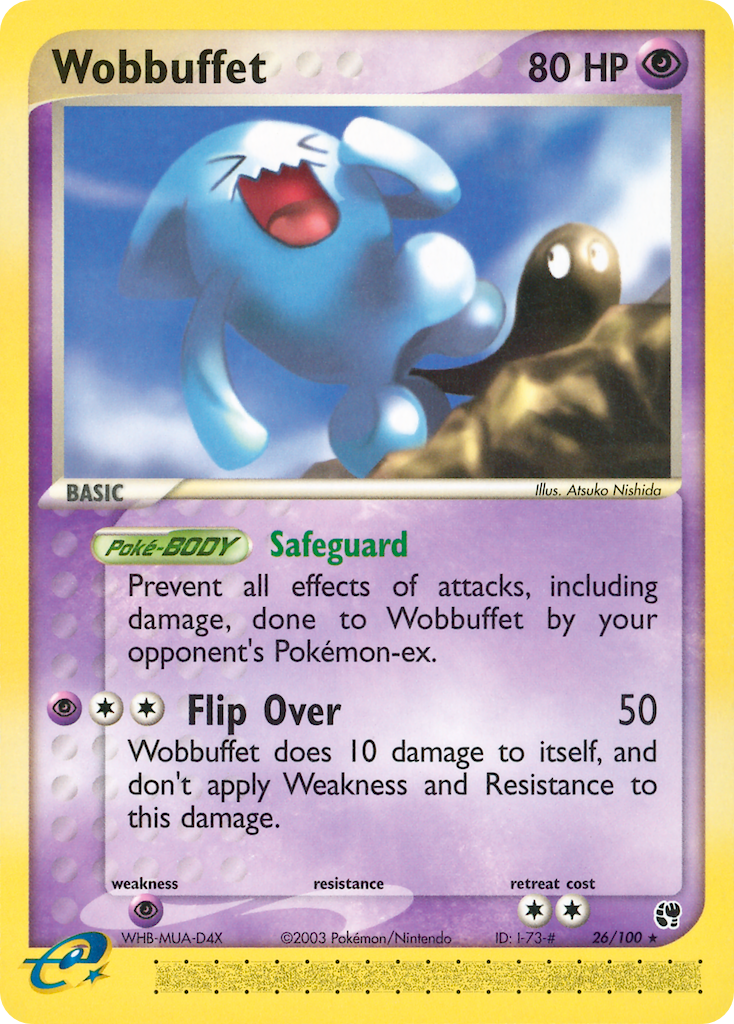 Wobbuffet 80 HP
BASIC
Illus. Atsuko Nishida
Poké-BODY Safeguard
Prevent all effects of attacks, including
damage, done to Wobbuffet by your
opponent's Pokémon-ex.
Flip Over 50
Wobbuffet does 10 damage to itself, and
don't apply Weakness and Resistance to
this damage.
weakness resistance retreat cost
WHB-MUA-D4X ©2003 Pokémon/Nintendo ID: I-73-# 26/100 ★
e